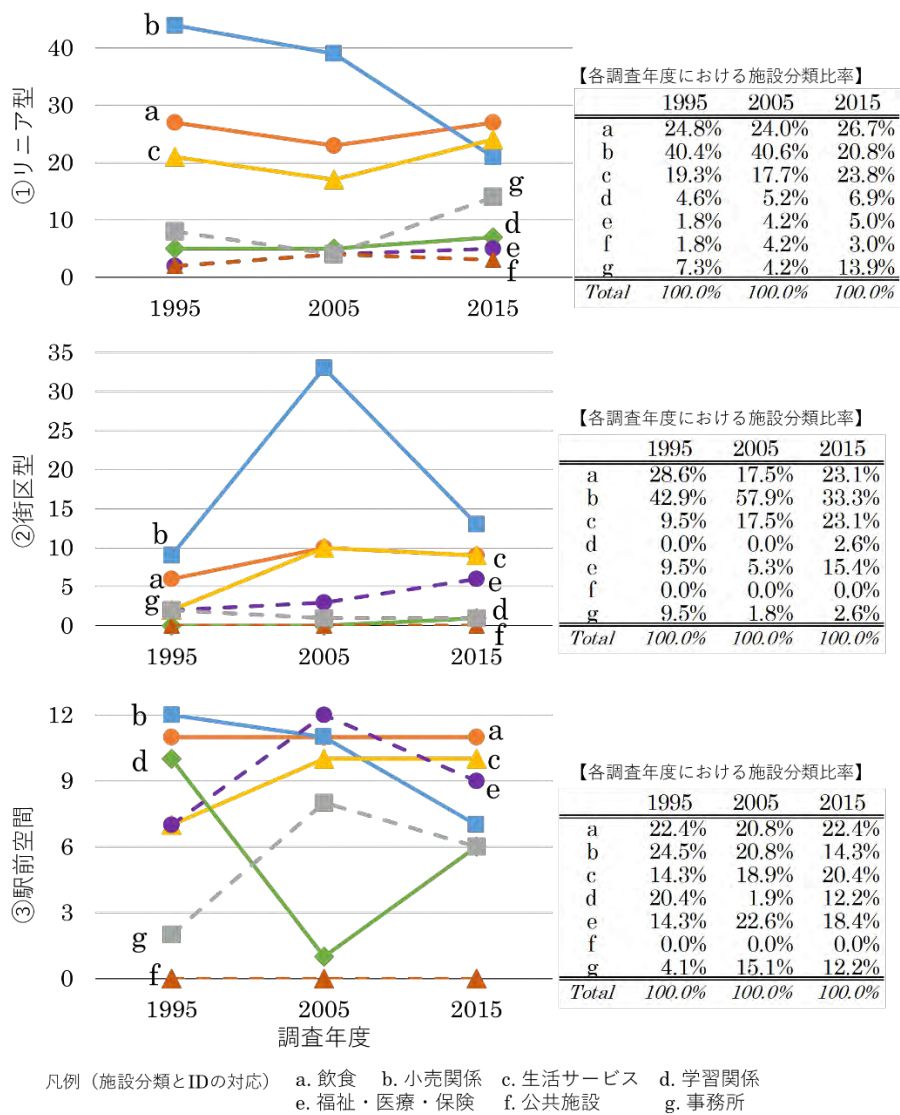 ①リニア型
40
30
20
10
0
b
a
c
g
d
e
f
1995 2005 2015
【各調査年度における施設分類比率】
1995 2005 2015
a 24.8% 24.0% 26.7%
b 40.4% 40.6% 20.8%
c 19.3% 17.7% 23.8%
d 4.6% 5.2% 6.9%
e 1.8% 4.2% 5.0%
f 1.8% 4.2% 3.0%
g 7.3% 4.2% 13.9%
Total 100.0% 100.0% 100.0%
②街区型
35
30
25
20
15
10
5
0
b
a
g
c
e
d
f
1995 2005 2015
【各調査年度における施設分類比率】
1995 2005 2015
a 28.6% 17.5% 23.1%
b 42.9% 57.9% 33.3%
c 9.5% 17.5% 23.1%
d 0.0% 0.0% 2.6%
e 9.5% 5.3% 15.4%
f 0.0% 0.0% 0.0%
g 9.5% 1.8% 2.6%
Total 100.0% 100.0% 100.0%
③駅前空間
12
9
6
3
0
b
d
g
f
a
c
e
1995 2005 2015
調査年度
【各調査年度における施設分類比率】
1995 2005 2015
a 22.4% 20.8% 22.4%
b 24.5% 20.8% 14.3%
c 14.3% 18.9% 20.4%
d 20.4% 1.9% 12.2%
e 14.3% 22.6% 18.4%
f 0.0% 0.0% 0.0%
g 4.1% 15.1% 12.2%
Total 100.0% 100.0% 100.0%
凡例（施設分類とIDの対応） a. 飲食 b. 小売関係 c. 生活サービス d. 学習関係
e. 福祉・医療・保険 f. 公共施設 g. 事務所